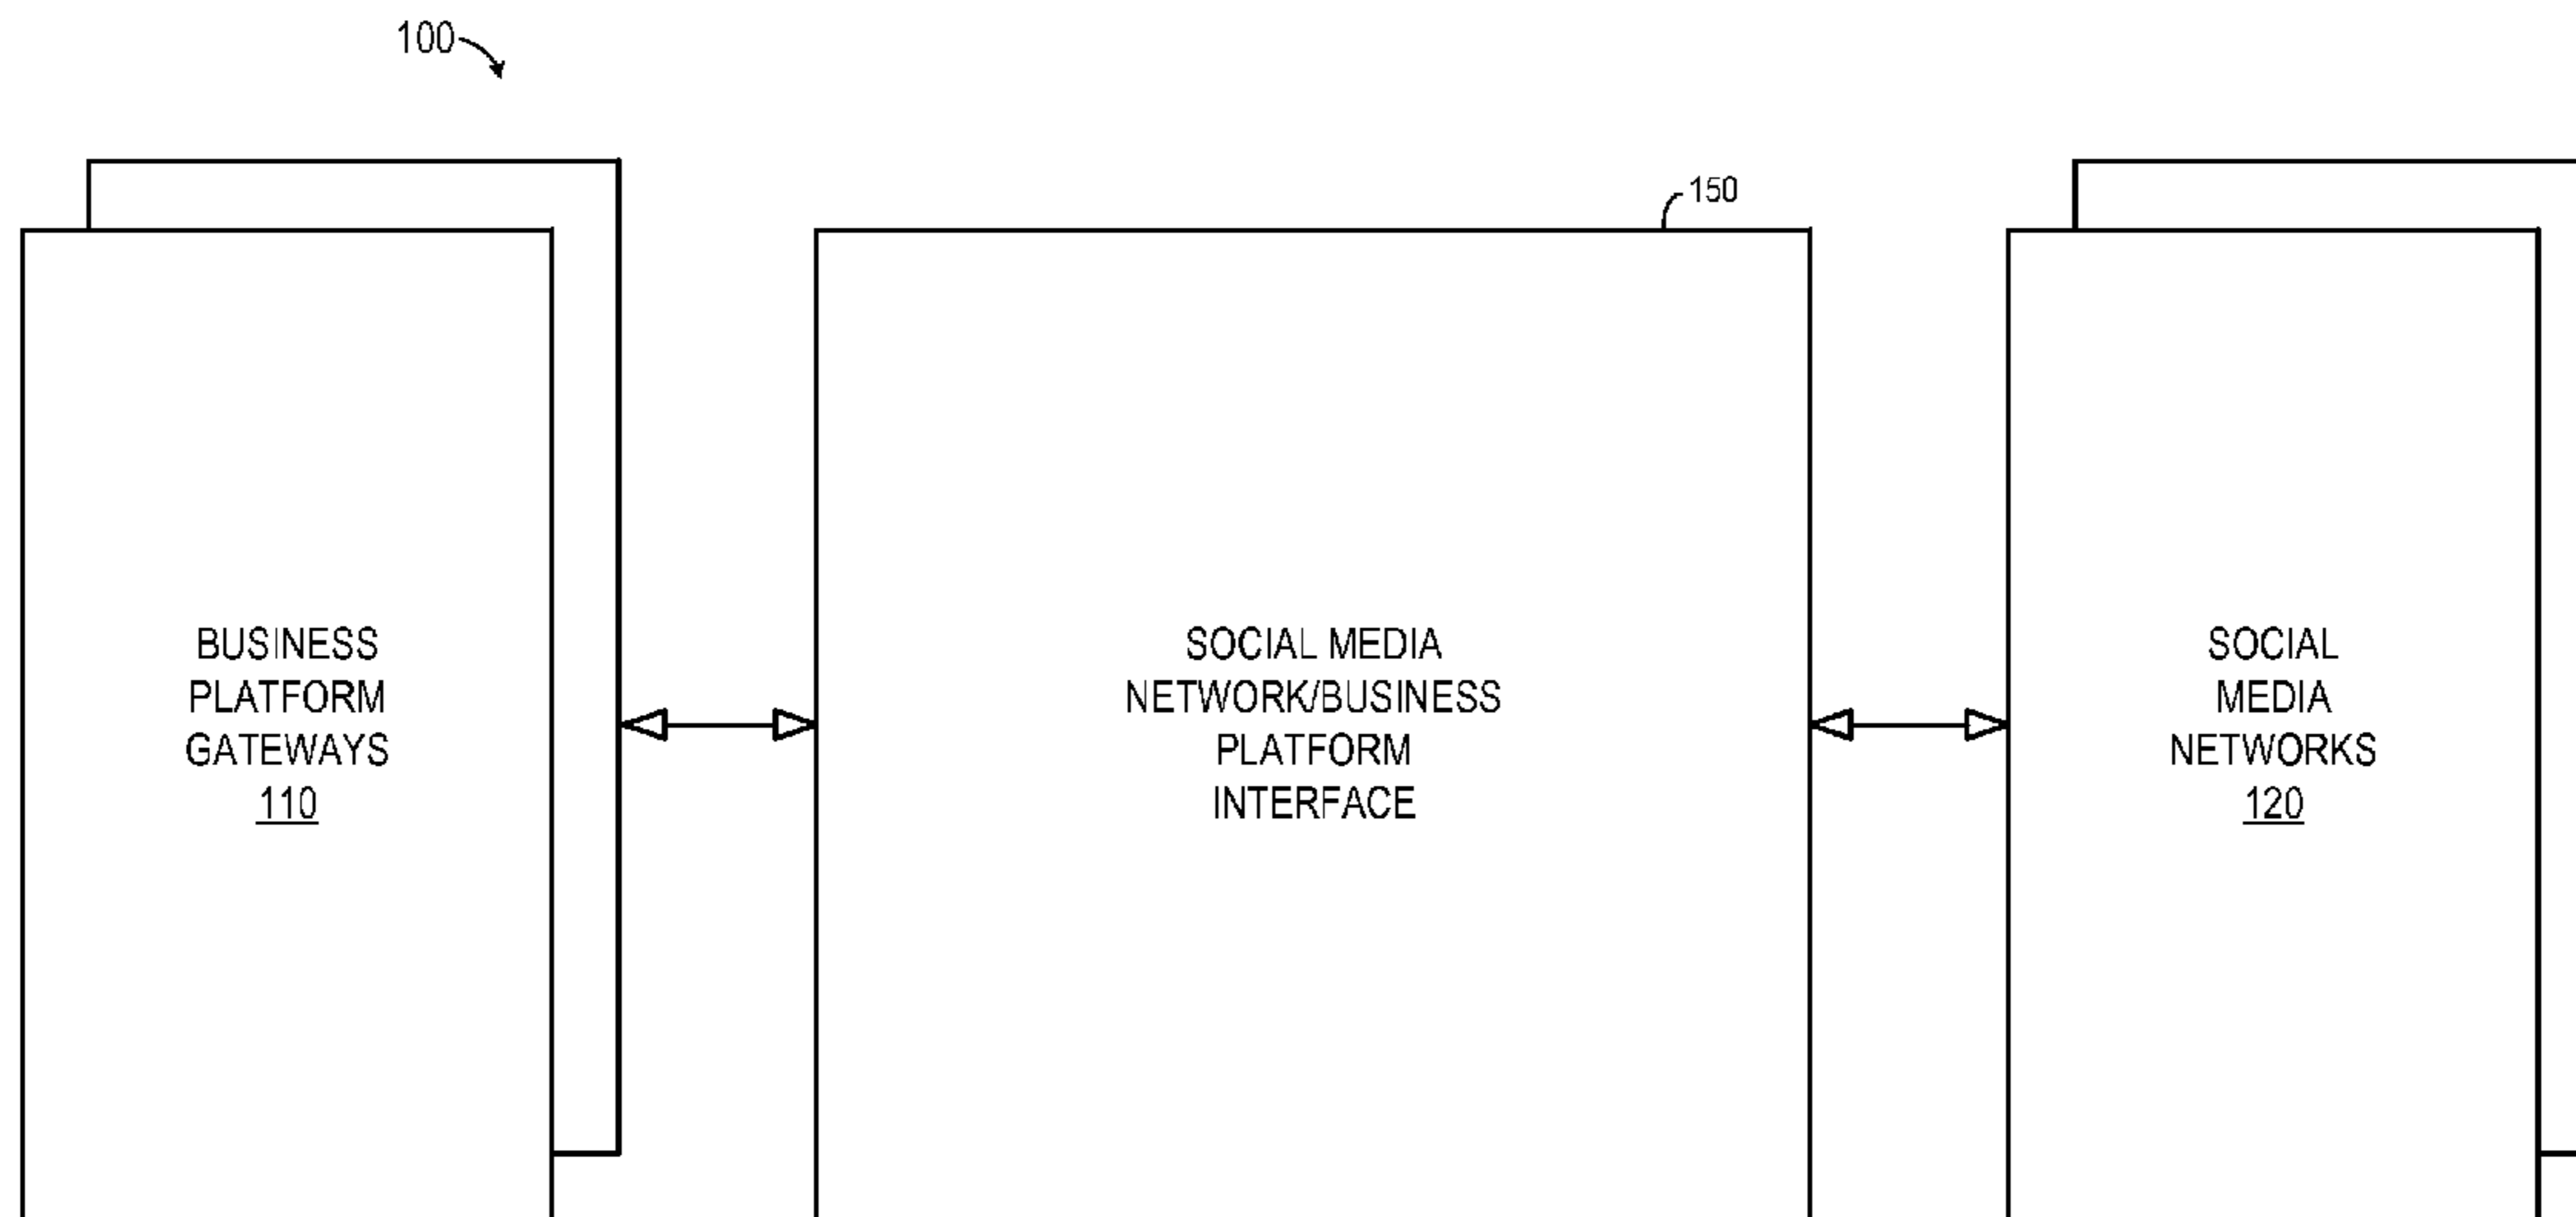 100
150
BUSINESS
PLATFORM
GATEWAYS
110
SOCIAL MEDIA
NETWORK/BUSINESS
PLATFORM
INTERFACE
SOCIAL
MEDIA
NETWORKS
120